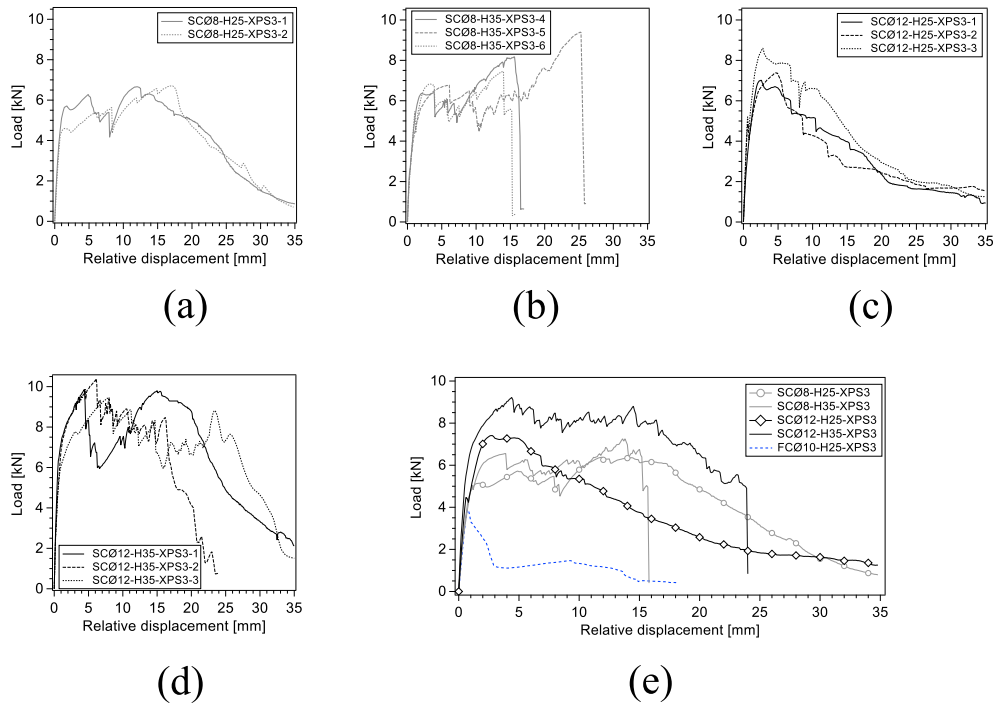 SCØ8-H25-XPS3-1
SCØ8-H25-XPS3-2
Load [kN]
10
8
6
4
2
0
0 5 10 15 20 25 30 35
Relative displacement [mm]
(a)
SCØ8-H35-XPS3-4
SCØ8-H35-XPS3-5
SCØ8-H35-XPS3-6
Load [kN]
10
8
6
4
2
0
0 5 10 15 20 25 30 35
Relative displacement [mm]
(b)
SCØ12-H25-XPS3-1
SCØ12-H25-XPS3-2
SCØ12-H25-XPS3-3
Load [kN]
10
8
6
4
2
0
0 5 10 15 20 25 30 35
Relative displacement [mm]
(c)
Load [kN]
10
8
6
4
2
0
SCØ12-H35-XPS3-1
SCØ12-H35-XPS3-2
SCØ12-H35-XPS3-3
0 5 10 15 20 25 30 35
Relative displacement [mm]
(d)
SCØ8-H25-XPS3
SCØ8-H35-XPS3
SCØ12-H25-XPS3
SCØ12-H35-XPS3
FCØ10-H25-XPS3
Load [kN]
10
8
6
4
2
0
0 5 10 15 20 25 30 35
Relative displacement [mm]
(e)